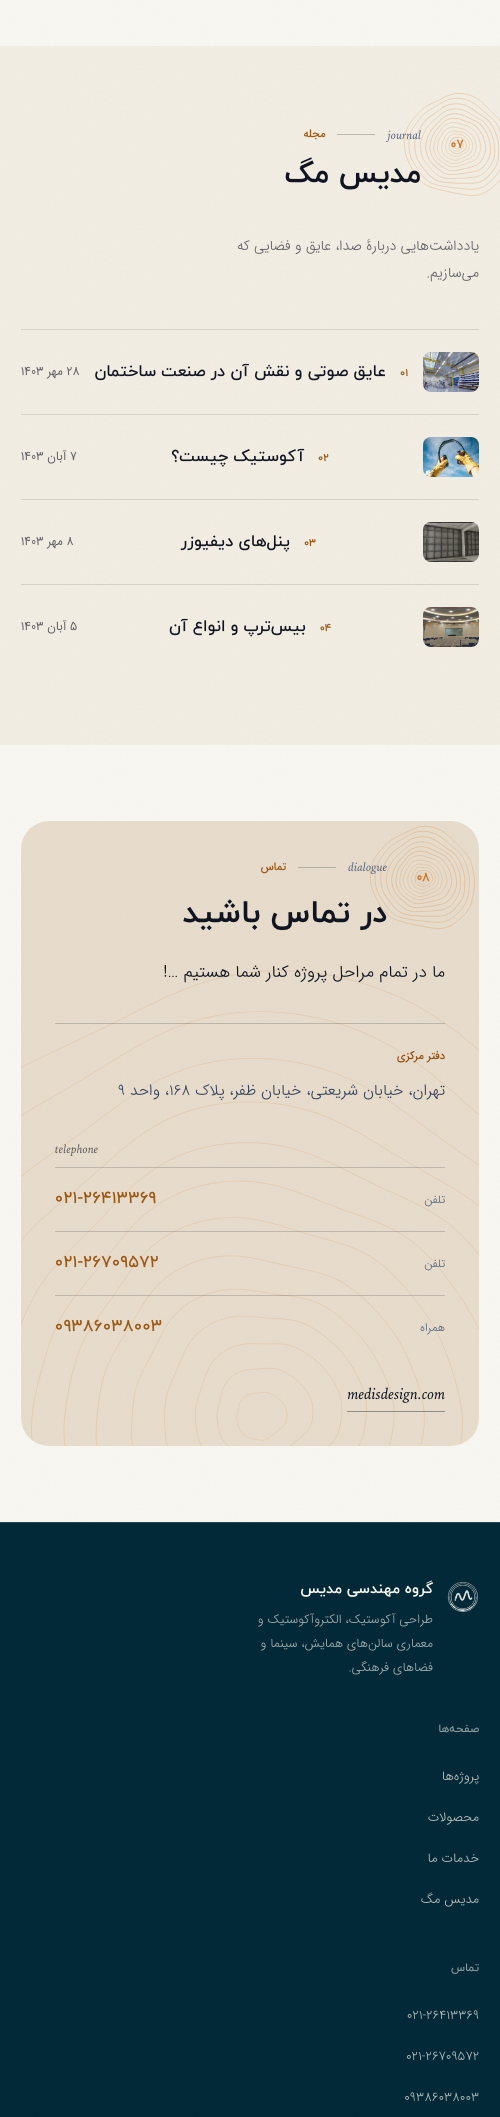 ۰۷
journal
مجله
مدیس مگ
یادداشت‌هایی دربارهٔ صدا، عایق و فضایی که
می‌سازیم.
۰۱ عایق صوتی و نقش آن در صنعت ساختمان ۲۸ مهر ۱۴۰۳
۰۲ آکوستیک چیست؟ ۷ آبان ۱۴۰۳
۰۳ پنل‌های دیفیوزر ۸ مهر ۱۴۰۳
۰۴ بیس‌ترپ و انواع آن ۵ آبان ۱۴۰۳
۰۸
dialogue
تماس
در تماس باشید
ما در تمام مراحل پروژه کنار شما هستیم ...!
دفتر مرکزی
تهران، خیابان شریعتی، خیابان ظفر، پلاک ۱۶۸، واحد ۹
telephone
تلفن ۰۲۱-۲۶۴۱۳۳۶۹
تلفن ۰۲۱-۲۶۷۰۹۵۷۲
همراه ۰۹۳۸۶۰۳۸۰۰۳
medisdesign.com
گروه مهندسی مدیس
طراحی آکوستیک، الکتروآکوستیک و
معماری سالن‌های همایش، سینما و
فضاهای فرهنگی.
صفحه‌ها
پروژه‌ها
محصولات
خدمات ما
مدیس مگ
تماس
۰۲۱-۲۶۴۱۳۳۶۹
۰۲۱-۲۶۷۰۹۵۷۲
۰۹۳۸۶۰۳۸۰۰۳